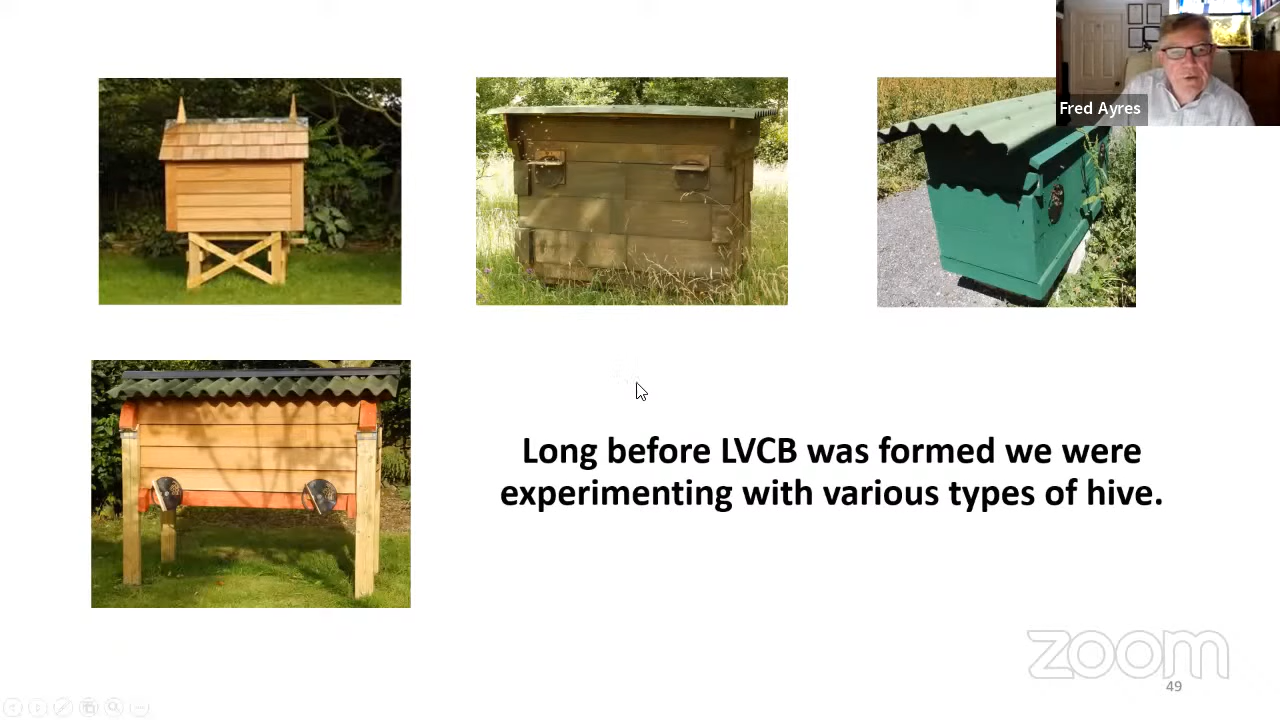 Fred Ayres
Long before LVCB was formed we were
experimenting with various types of hive.
zoom
49